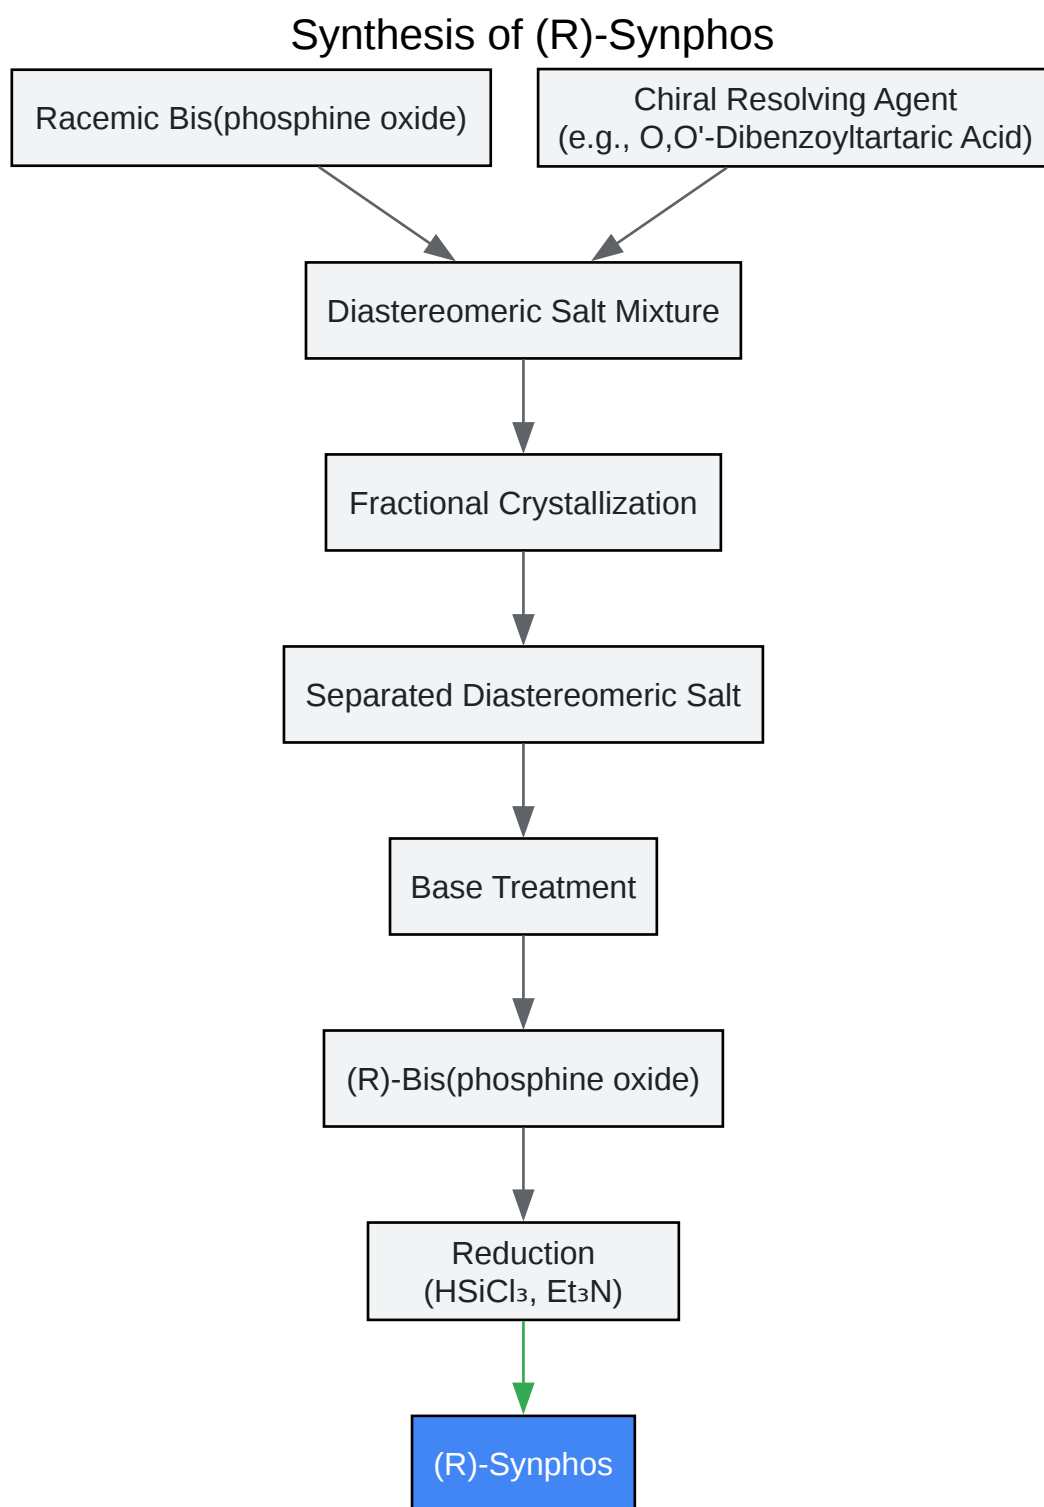 Synthesis of (R)-Synphos
Racemic Bis(phosphine oxide)
Chiral Resolving Agent
(e.g., O,O'-Dibenzoyltartaric Acid)
Diastereomeric Salt Mixture
Fractional Crystallization
Separated Diastereomeric Salt
Base Treatment
(R)-Bis(phosphine oxide)
Reduction
(HSiCl₃, Et₃N)
(R)-Synphos